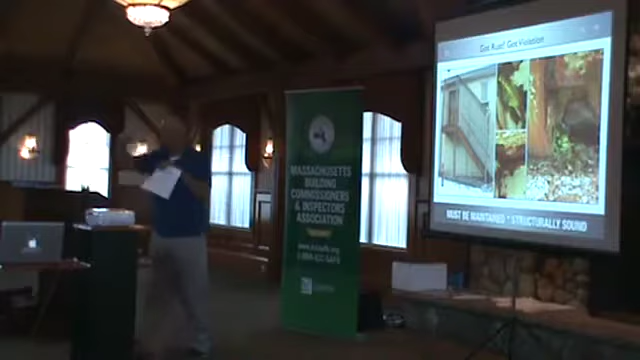 Got Rust? Got Violation
MASSACHUSETTS
BUILDING
COMMISSIONERS
& INSPECTORS
ASSOCIATION
MUST BE MAINTAINED * STRUCTURALLY SOUND